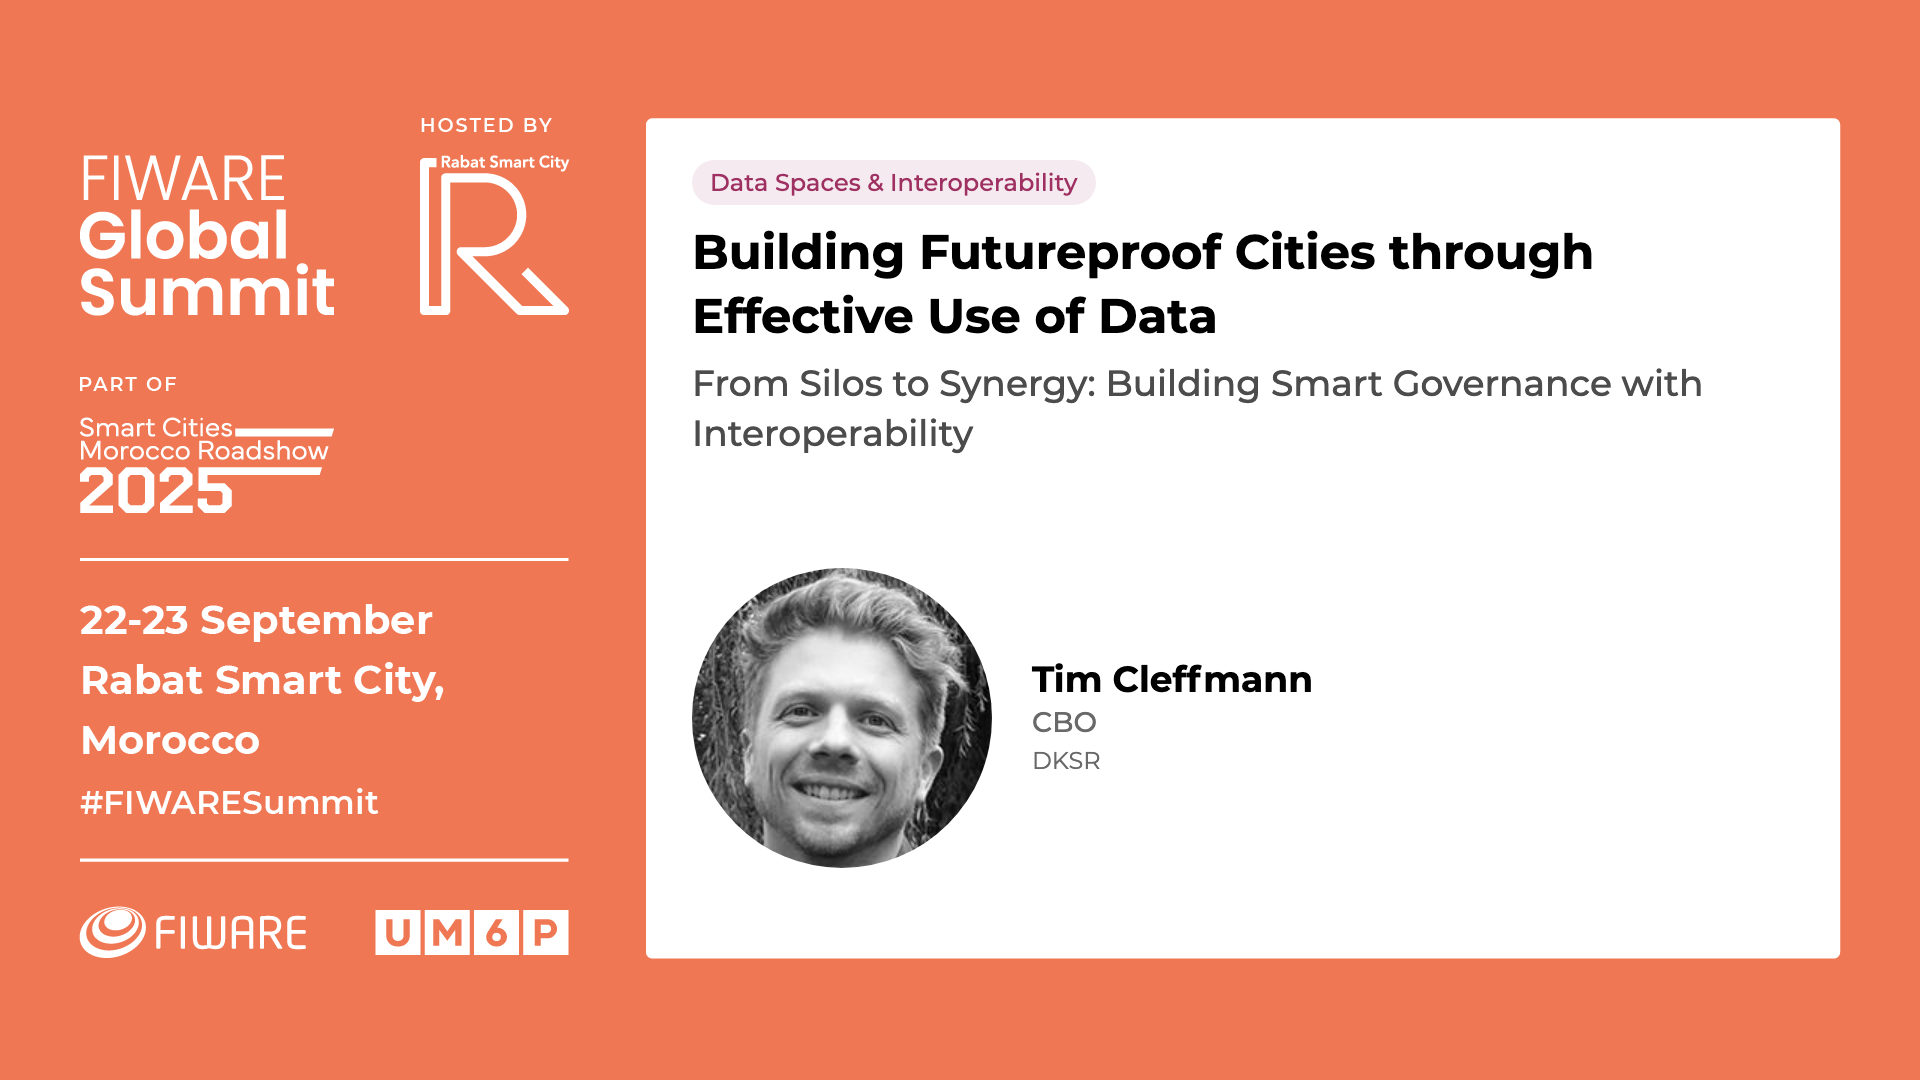 FIWARE
Global
Summit
HOSTED BY
Rabat Smart City
R
PART OF
Smart Cities
Morocco Roadshow
2025
22-23 September
Rabat Smart City,
Morocco
#FIWARESummit
FIWARE
UM6P
Data Spaces & Interoperability
Building Futureproof Cities through
Effective Use of Data
From Silos to Synergy: Building Smart Governance with
Interoperability
Tim Cleffmann
CBO
DKSR